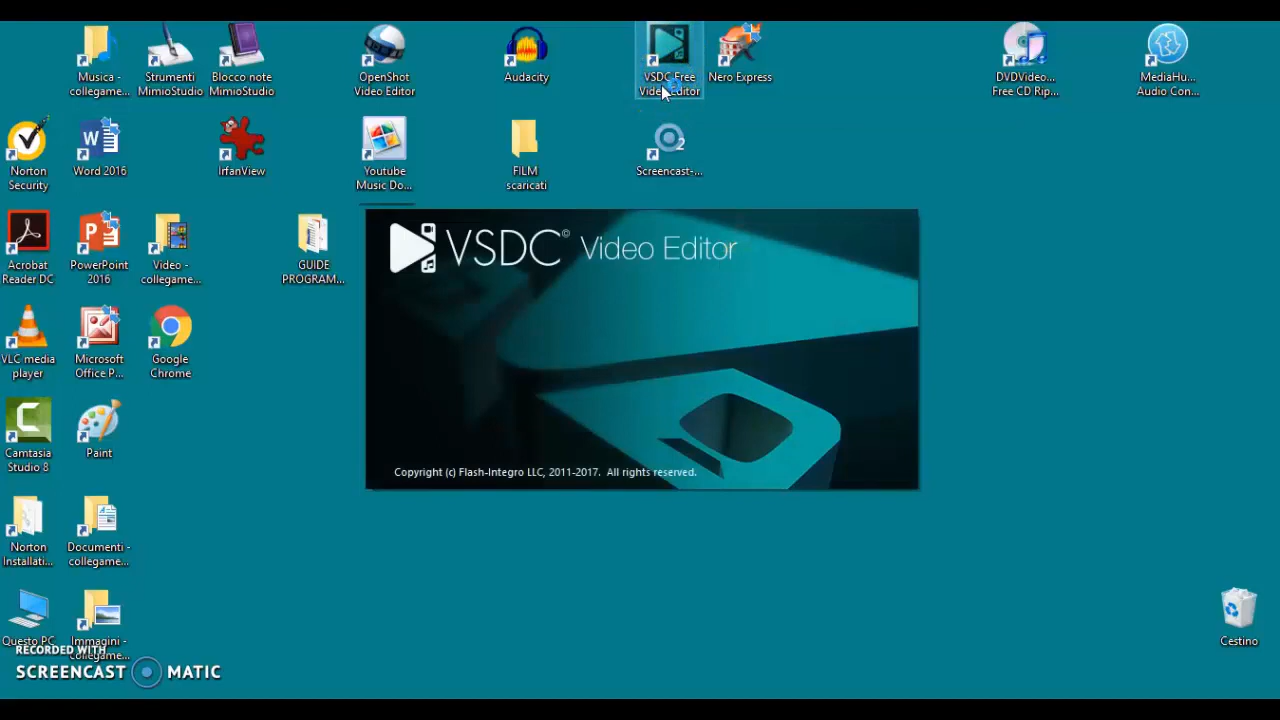 Musica -
collegame...
Strumenti
MimioStudio
Blocco note
MimioStudio
OpenShot
Video Editor
Audacity
VSDC Free
Video Editor
Nero Express
DVDVideo...
Free CD Rip...
MediaHu...
Audio Con...
Norton
Security
Word 2016
IrfanView
Youtube
Music Do...
FILM
scaricati
2
Screencast-...
Acrobat
Reader DC
PowerPoint
2016
Video -
collegame...
GUIDE
PROGRAM...
VSDC© Video Editor
VLC media
player
Microsoft
Office P...
Google
Chrome
Camtasia
Studio 8
Paint
Copyright (c) Flash-Integro LLC, 2011-2017. All rights reserved.
Norton
Installati...
Documenti -
collegame...
Questo PC
Immagini -
collegame...
Cestino
RECORDED WITH
SCREENCAST MATIC